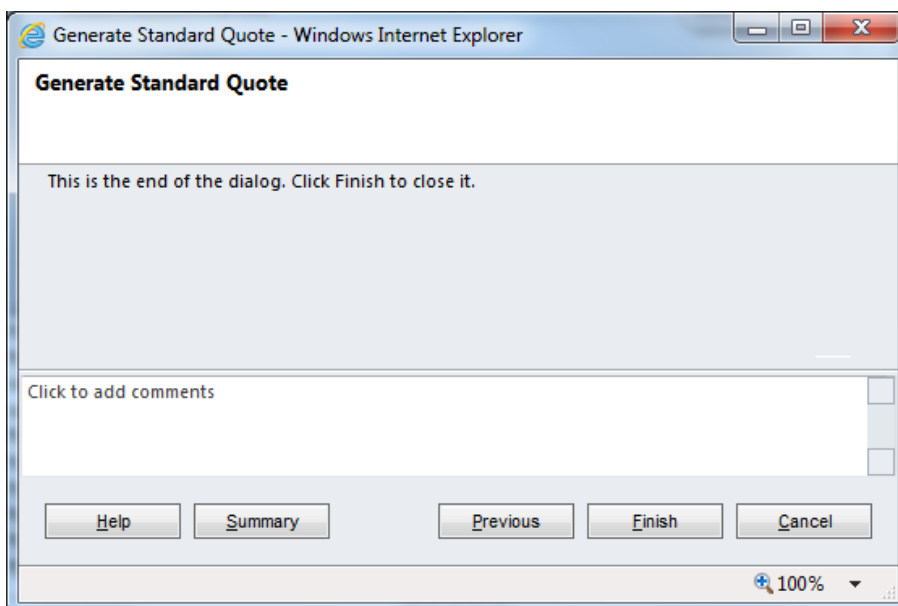 Generate Standard Quote - Windows Internet Explorer
Generate Standard Quote
This is the end of the dialog. Click Finish to close it.
Click to add comments
Help Summary Previous Finish Cancel
100%